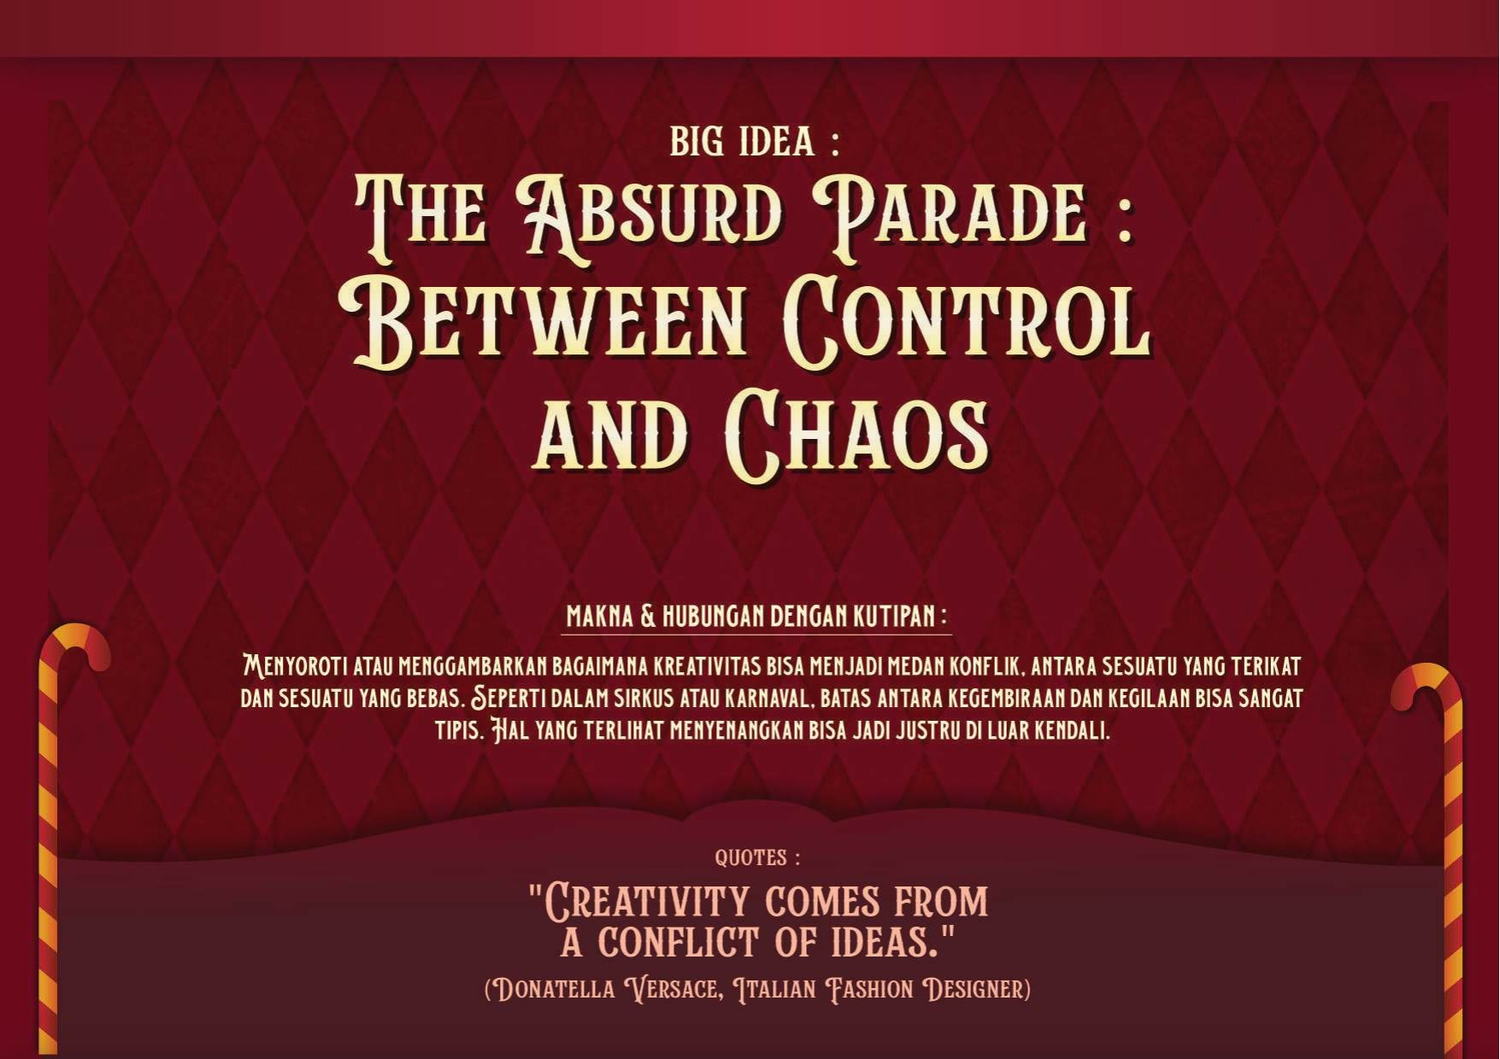 BIG IDEA :
THE ABSURD PARADE :
BETWEEN CONTROL
AND CHAOS
MAKNA & HUBUNGAN DENGAN KUTIPAN :
MENYOROTI ATAU MENGGAMBARKAN BAGAIMANA KREATIVITAS BISA MENJADI MEDAN KONFLIK, ANTARA SESUATU YANG TERIKAT
DAN SESUATU YANG BEBAS. SEPERTI DALAM SIRKUS ATAU KARNAVAL, BATAS ANTARA KEGEMBIRAAN DAN KEGILAAN BISA SANGAT
TIPIS. HAL YANG TERLIHAT MENYENANGKAN BISA JADI JUSTRU DI LUAR KENDALI.
QUOTES :
"CREATIVITY COMES FROM
A CONFLICT OF IDEAS."
(DONATELLA VERSACE, ITALIAN FASHION DESIGNER)